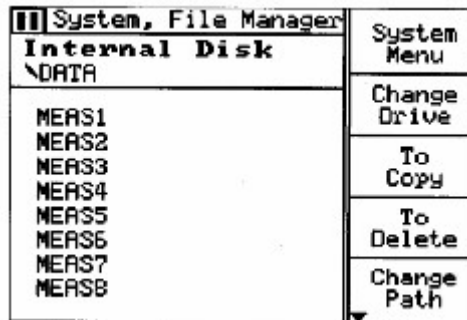 System, File Manager
Internal Disk
\DATA
MEAS1
MEAS2
MEAS3
MEAS4
MEAS5
MEAS6
MEAS7
MEAS8
System
Menu
Change
Drive
To
Copy
To
Delete
Change
Path